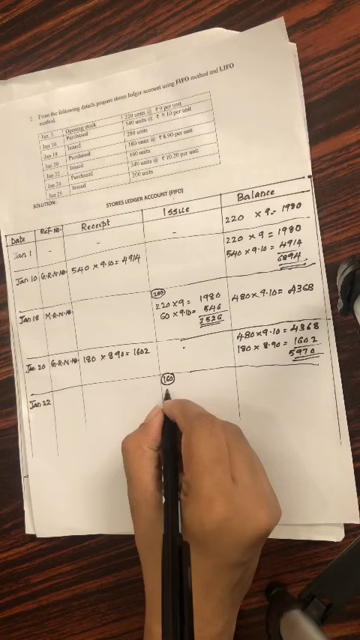 2. From the following details, prepare stores ledger account using FIFO method and LIFO
method.
Jan 1 Opening stock 220 units @ ₹ 9 per unit
Jan 10 Purchased 540 units @ ₹ 9.10 per unit
Jan 18 Issued 280 units
Jan 20 Purchased 180 units @ ₹ 8.90 per unit
Jan 22 Issued 160 units
Purchased 240 units @ ₹ 10.20 per unit
Issued 200 units
SOLUTION: STORES LEDGER ACCOUNT (FIFO)
Date Ref. No. Receipt Issue Balance
Jan 1 - - - 220 × 9 = 1980
Jan 10 G.R.N.No. 540 × 9.10 = 4914 - 220 × 9 = 1980
540 × 9.10 = 4914
6894
Jan 18 M.R.N.No. 280
220 × 9 = 1980 480 × 9.10 = 4368
60 × 9.10 = 546
2526
Jan 20 G.R.N.No. 180 × 8.90 = 1602 - 480 × 9.10 = 4368
180 × 8.90 = 1602
5970
Jan 22 160